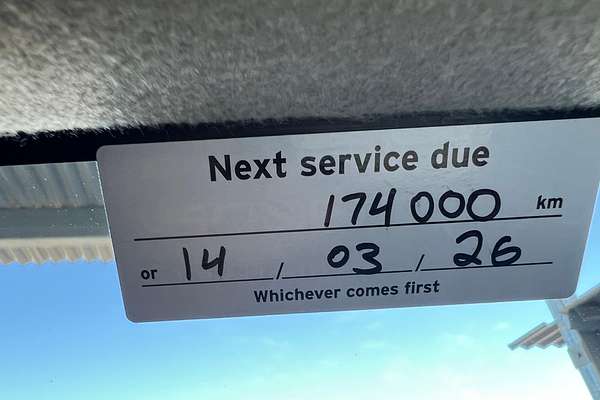 Next service due
174000 km
or 14 / 03 / 26
Whichever comes first